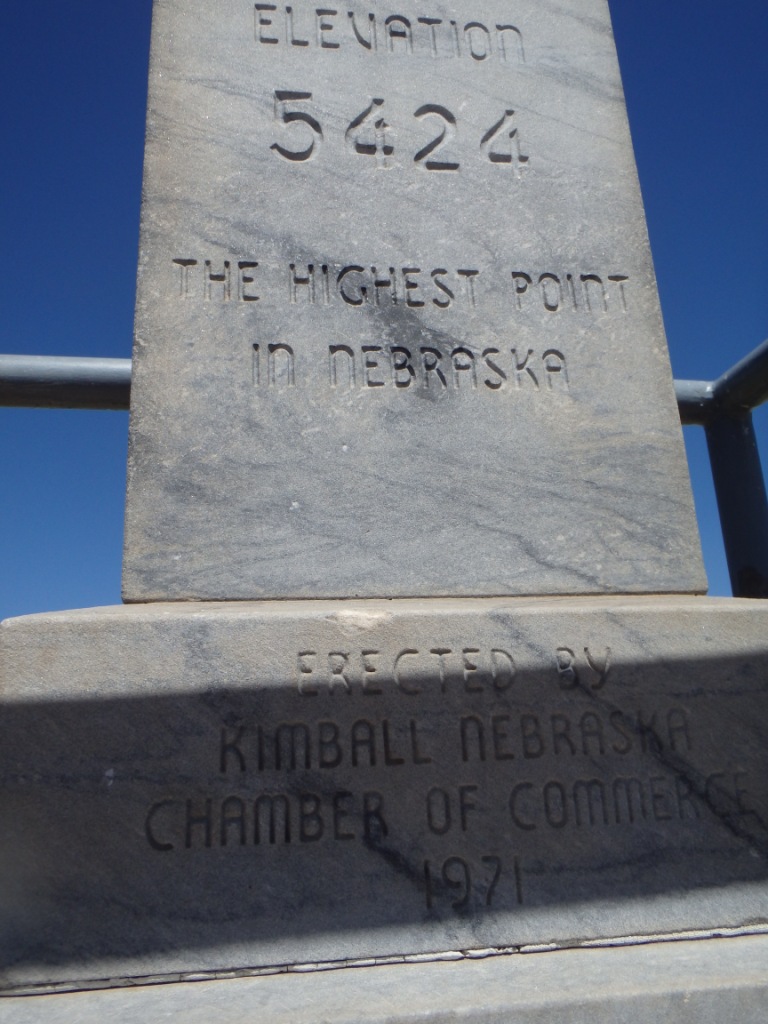 ELEVATION
5424
THE HIGHEST POINT
IN NEBRASKA
ERECTED BY
KIMBALL NEBRASKA
CHAMBER OF COMMERCE
1971